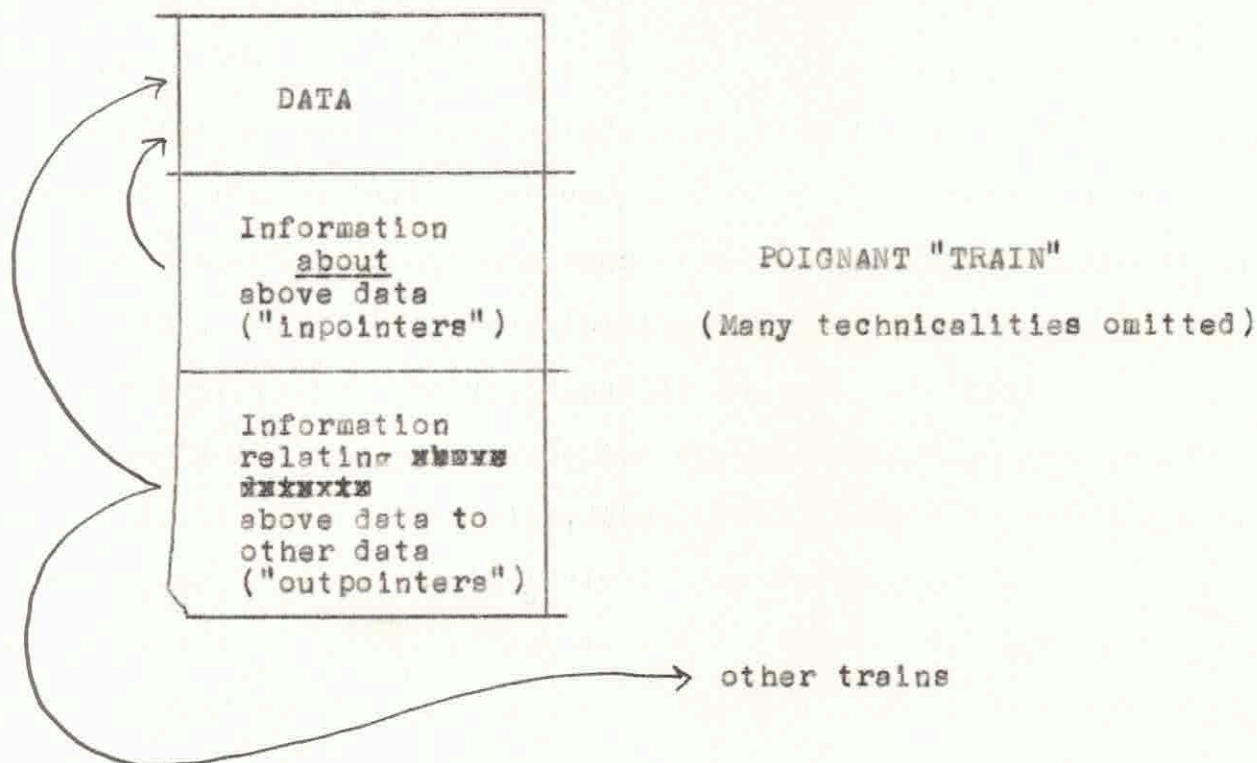 DATA
Information
about
above data
("inpointers")
POIGNANT "TRAIN"
(Many technicalities omitted)
Information
relating
above data to
other data
("outpointers")
other trains